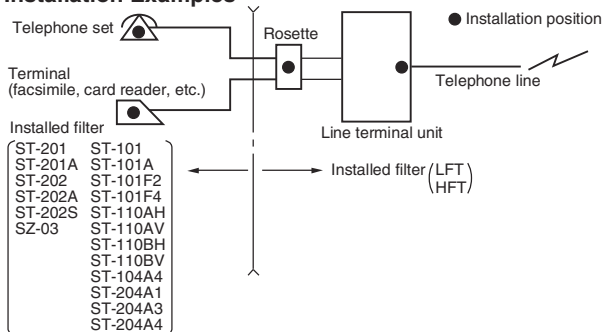 Installation Examples
Telephone set
Rosette
● Installation position
Terminal
(facsimile, card reader, etc.)
Telephone line
Line terminal unit
Installed filter
ST-201 ST-101
ST-201A ST-101A
ST-202 ST-101F2
ST-202A ST-101F4
ST-202S ST-110AH
SZ-03 ST-110AV
ST-110BH
ST-110BV
ST-104A4
ST-204A1
ST-204A3
ST-204A4
Installed filter (LFT
HFT)